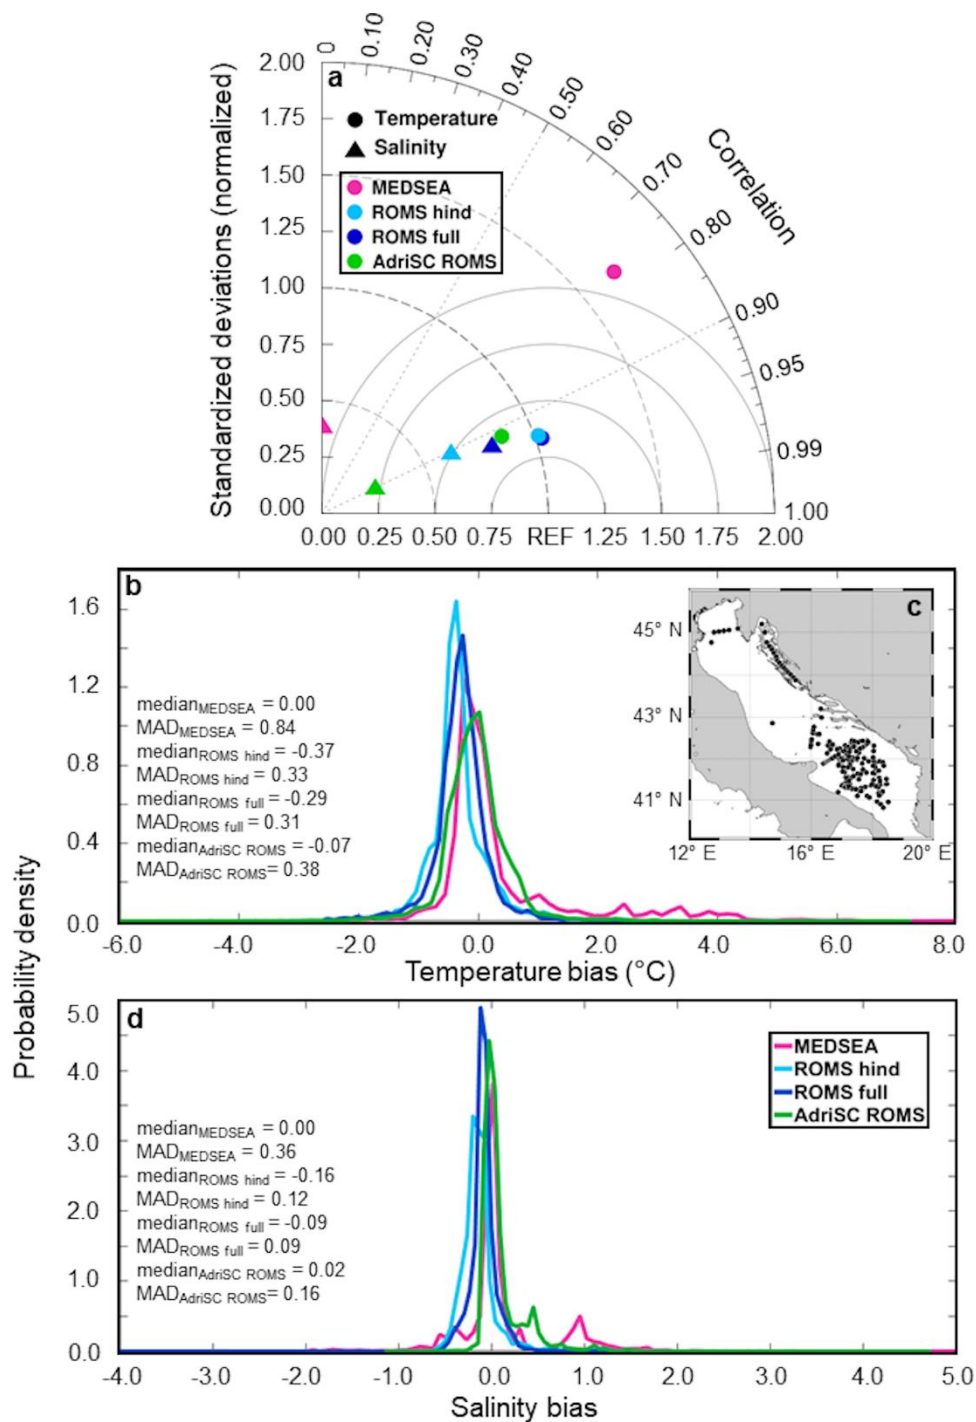 a
Standardized deviations (normalized)
2.00
1.75
1.50
1.25
1.00
0.75
0.50
0.25
0.00
0.00 0.25 0.50 0.75 REF 1.25 1.50 1.75 2.00
0
0.10
0.20
0.30
0.40
0.50
0.60
0.70
0.80
0.90
0.95
0.99
1.00
Correlation
Temperature
Salinity
MEDSEA
ROMS hind
ROMS full
AdriSC ROMS
Probability density
b
1.6
1.2
0.8
0.4
0.0
medianMEDSEA = 0.00
MADMEDSEA = 0.84
medianROMS hind = -0.37
MADROMS hind = 0.33
medianROMS full = -0.29
MADROMS full = 0.31
medianAdriSC ROMS = -0.07
MADAdriSC ROMS= 0.38
-6.0 -4.0 -2.0 0.0 2.0 4.0 6.0 8.0
Temperature bias (°C)
c
45° N
43° N
41° N
12° E 16° E 20° E
d
5.0
4.0
3.0
2.0
1.0
0.0
medianMEDSEA = 0.00
MADMEDSEA = 0.36
medianROMS hind = -0.16
MADROMS hind = 0.12
medianROMS full = -0.09
MADROMS full = 0.09
medianAdriSC ROMS = 0.02
MADAdriSC ROMS= 0.16
MEDSEA
ROMS hind
ROMS full
AdriSC ROMS
-4.0 -3.0 -2.0 -1.0 0.0 1.0 2.0 3.0 4.0 5.0
Salinity bias